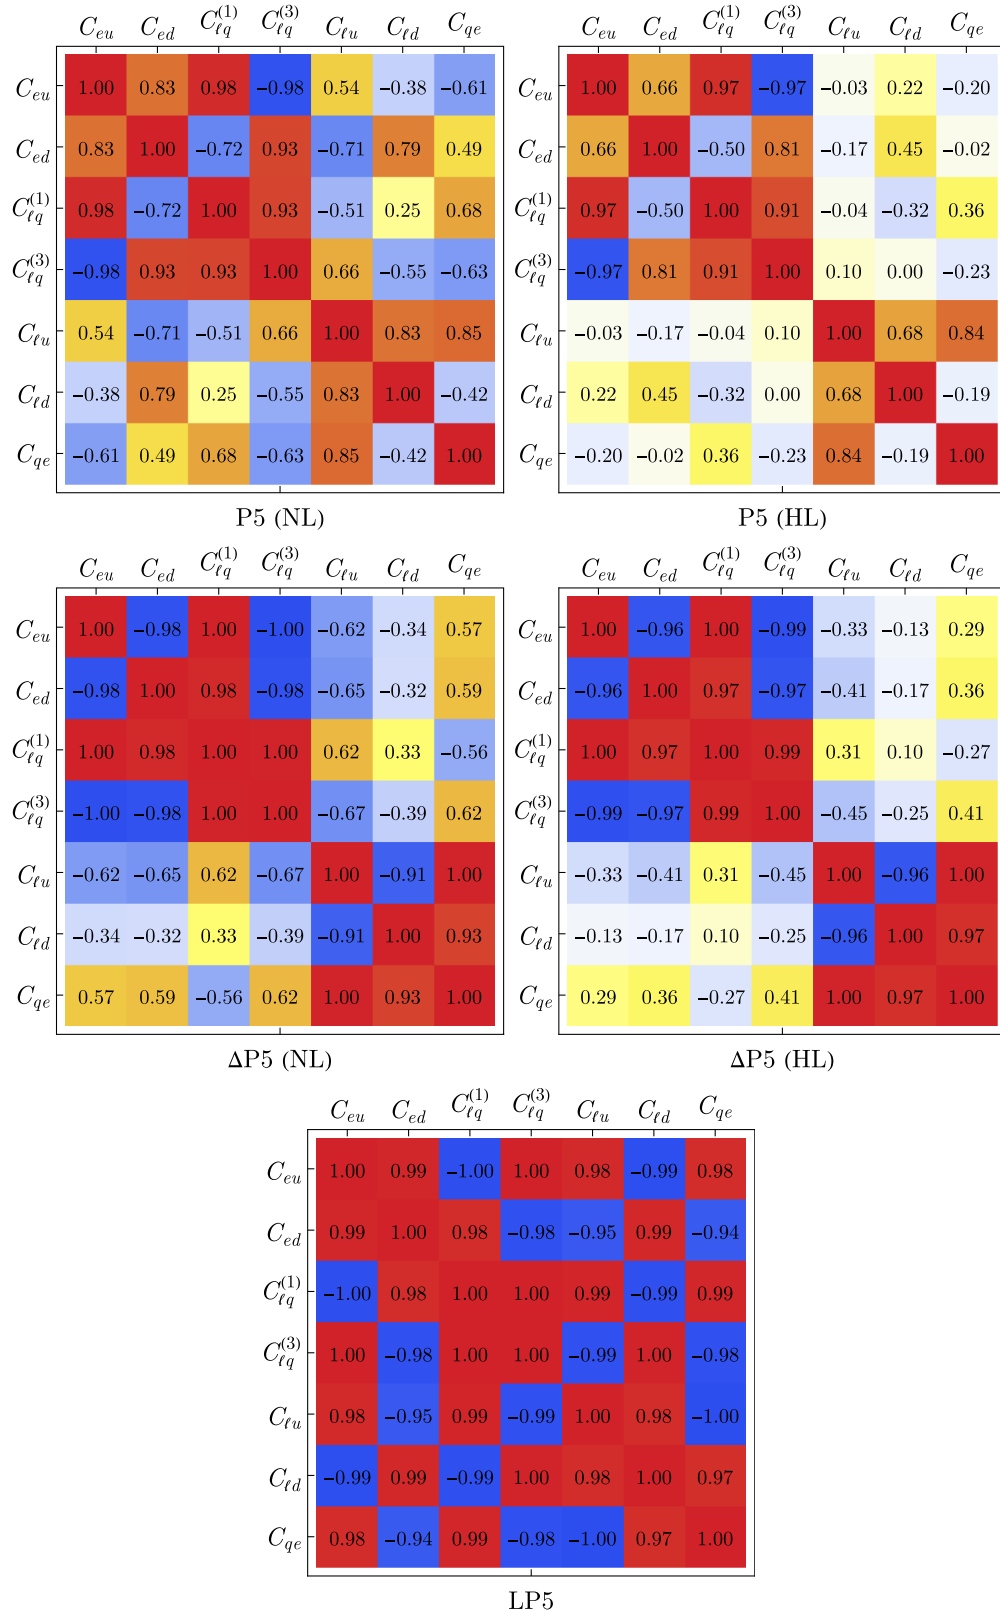 C_{eu} C_{ed} C_{ℓq}^{(1)} C_{ℓq}^{(3)} C_{ℓu} C_{ℓd} C_{qe}
C_{eu} 1.00 0.83 0.98 −0.98 0.54 −0.38 −0.61
C_{ed} 0.83 1.00 −0.72 0.93 −0.71 0.79 0.49
C_{ℓq}^{(1)} 0.98 −0.72 1.00 0.93 −0.51 0.25 0.68
C_{ℓq}^{(3)} −0.98 0.93 0.93 1.00 0.66 −0.55 −0.63
C_{ℓu} 0.54 −0.71 −0.51 0.66 1.00 0.83 0.85
C_{ℓd} −0.38 0.79 0.25 −0.55 0.83 1.00 −0.42
C_{qe} −0.61 0.49 0.68 −0.63 0.85 −0.42 1.00
P5 (NL)
C_{eu} C_{ed} C_{ℓq}^{(1)} C_{ℓq}^{(3)} C_{ℓu} C_{ℓd} C_{qe}
C_{eu} 1.00 0.66 0.97 −0.97 −0.03 0.22 −0.20
C_{ed} 0.66 1.00 −0.50 0.81 −0.17 0.45 −0.02
C_{ℓq}^{(1)} 0.97 −0.50 1.00 0.91 −0.04 −0.32 0.36
C_{ℓq}^{(3)} −0.97 0.81 0.91 1.00 0.10 0.00 −0.23
C_{ℓu} −0.03 −0.17 −0.04 0.10 1.00 0.68 0.84
C_{ℓd} 0.22 0.45 −0.32 0.00 0.68 1.00 −0.19
C_{qe} −0.20 −0.02 0.36 −0.23 0.84 −0.19 1.00
P5 (HL)
C_{eu} C_{ed} C_{ℓq}^{(1)} C_{ℓq}^{(3)} C_{ℓu} C_{ℓd} C_{qe}
C_{eu} 1.00 −0.98 1.00 −1.00 −0.62 −0.34 0.57
C_{ed} −0.98 1.00 0.98 −0.98 −0.65 −0.32 0.59
C_{ℓq}^{(1)} 1.00 0.98 1.00 1.00 0.62 0.33 −0.56
C_{ℓq}^{(3)} −1.00 −0.98 1.00 1.00 −0.67 −0.39 0.62
C_{ℓu} −0.62 −0.65 0.62 −0.67 1.00 −0.91 1.00
C_{ℓd} −0.34 −0.32 0.33 −0.39 −0.91 1.00 0.93
C_{qe} 0.57 0.59 −0.56 0.62 1.00 0.93 1.00
ΔP5 (NL)
C_{eu} C_{ed} C_{ℓq}^{(1)} C_{ℓq}^{(3)} C_{ℓu} C_{ℓd} C_{qe}
C_{eu} 1.00 −0.96 1.00 −0.99 −0.33 −0.13 0.29
C_{ed} −0.96 1.00 0.97 −0.97 −0.41 −0.17 0.36
C_{ℓq}^{(1)} 1.00 0.97 1.00 0.99 0.31 0.10 −0.27
C_{ℓq}^{(3)} −0.99 −0.97 0.99 1.00 −0.45 −0.25 0.41
C_{ℓu} −0.33 −0.41 0.31 −0.45 1.00 −0.96 1.00
C_{ℓd} −0.13 −0.17 0.10 −0.25 −0.96 1.00 0.97
C_{qe} 0.29 0.36 −0.27 0.41 1.00 0.97 1.00
ΔP5 (HL)
C_{eu} C_{ed} C_{ℓq}^{(1)} C_{ℓq}^{(3)} C_{ℓu} C_{ℓd} C_{qe}
C_{eu} 1.00 0.99 −1.00 1.00 0.98 −0.99 0.98
C_{ed} 0.99 1.00 0.98 −0.98 −0.95 0.99 −0.94
C_{ℓq}^{(1)} −1.00 0.98 1.00 1.00 0.99 −0.99 0.99
C_{ℓq}^{(3)} 1.00 −0.98 1.00 1.00 −0.99 1.00 −0.98
C_{ℓu} 0.98 −0.95 0.99 −0.99 1.00 0.98 −1.00
C_{ℓd} −0.99 0.99 −0.99 1.00 0.98 1.00 0.97
C_{qe} 0.98 −0.94 0.99 −0.98 −1.00 0.97 1.00
LP5